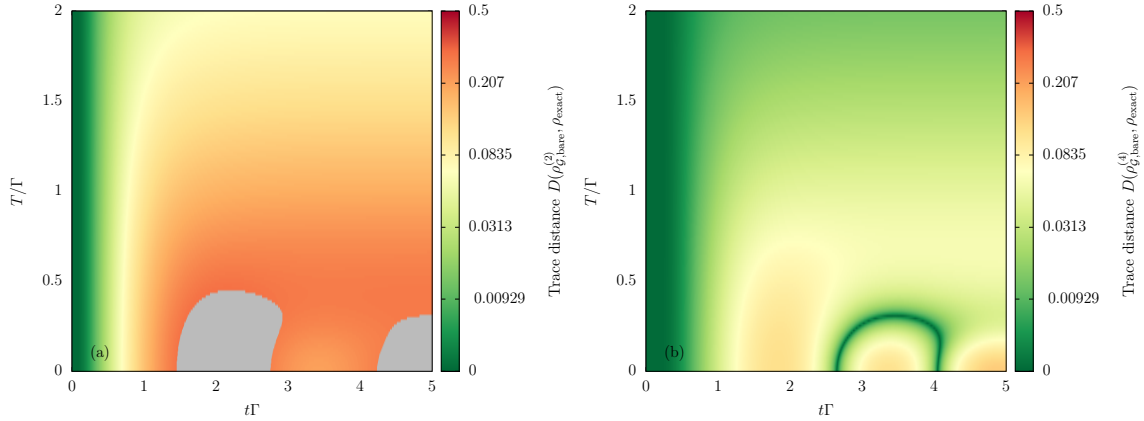 2
1.5
1
0.5
0
T/Γ
0 1 2 3 4 5
tΓ
(a)
0.5
0.207
0.0835
0.0313
0.00929
0
Trace distance D(ρ_{𝒢,bare}^{(2)}, ρ_{exact})
2
1.5
1
0.5
0
T/Γ
0 1 2 3 4 5
tΓ
(b)
0.5
0.207
0.0835
0.0313
0.00929
0
Trace distance D(ρ_{𝒢,bare}^{(4)}, ρ_{exact})